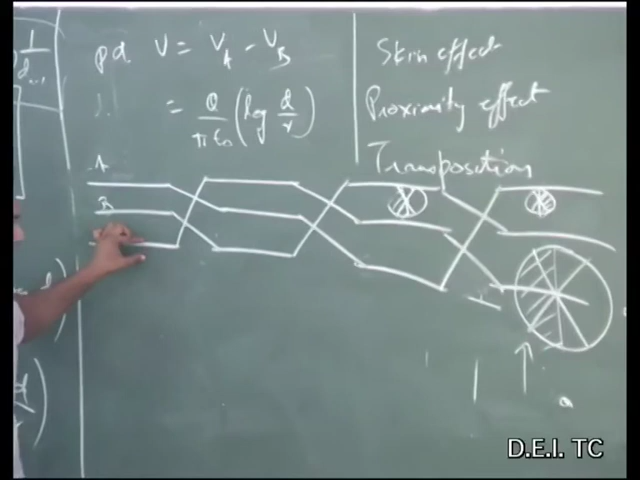 p.d. V = V_A - V_B
= Q/πε₀ (log d/r)
Skin effect
Proximity effect
Transposition
A
B
D.E.I. TC